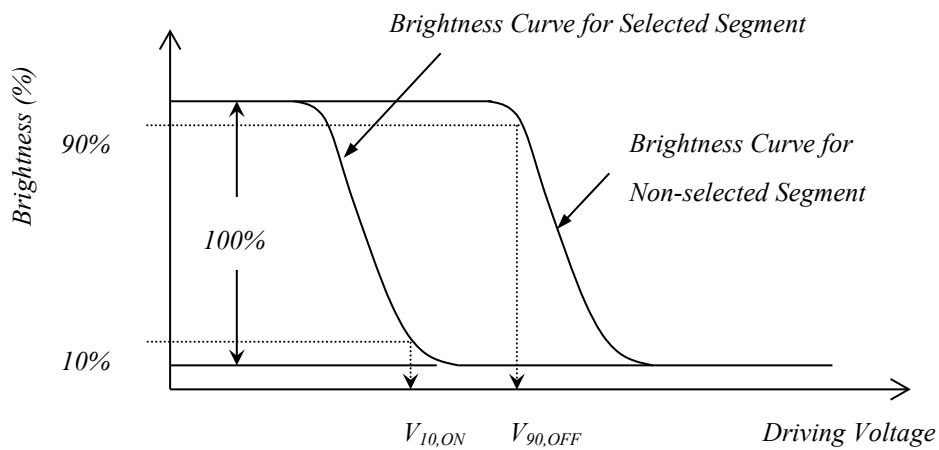 Brightness Curve for Selected Segment
Brightness (%)
90%
Brightness Curve for
Non-selected Segment
100%
10%
V10,ON
V90,OFF
Driving Voltage